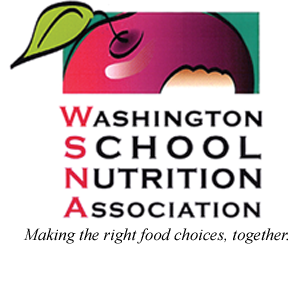 WASHINGTON
SCHOOL
NUTRITION
ASSOCIATION
Making the right food choices, together.